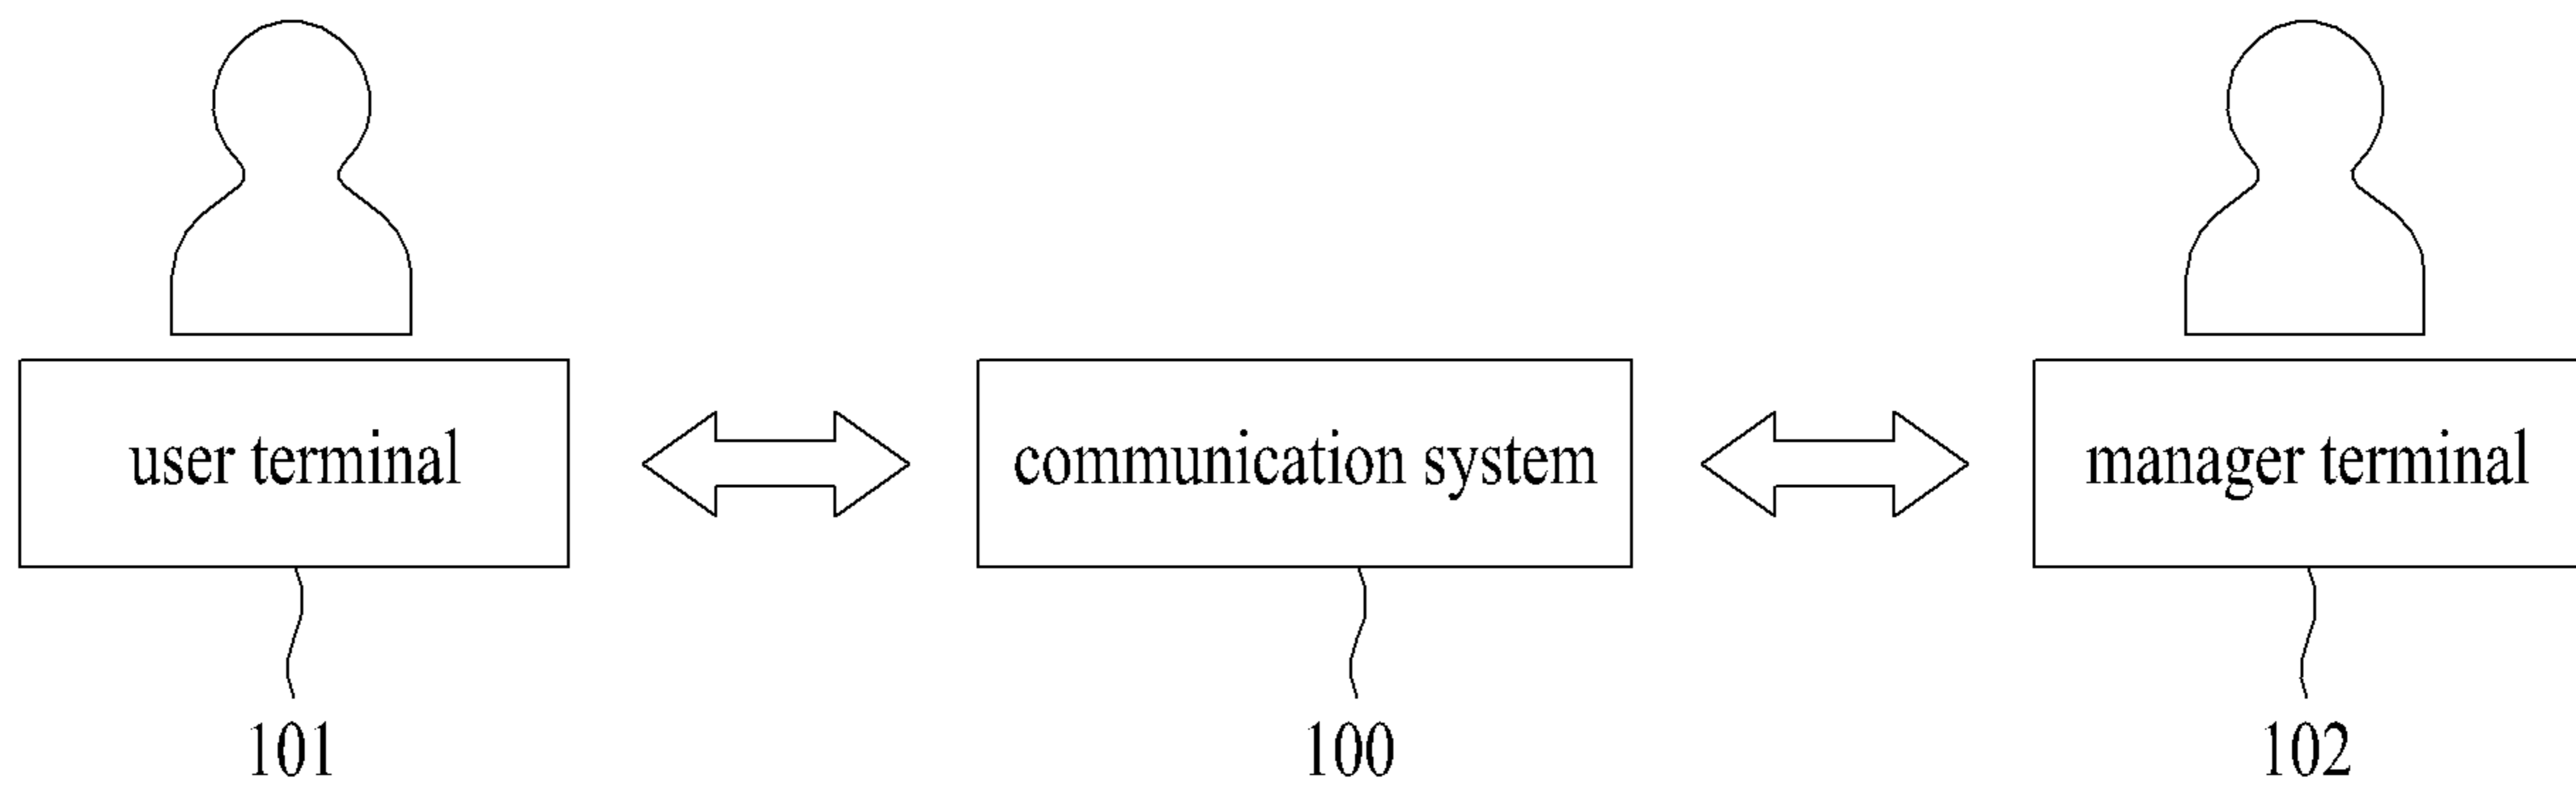 user terminal
communication system
manager terminal
101
100
102